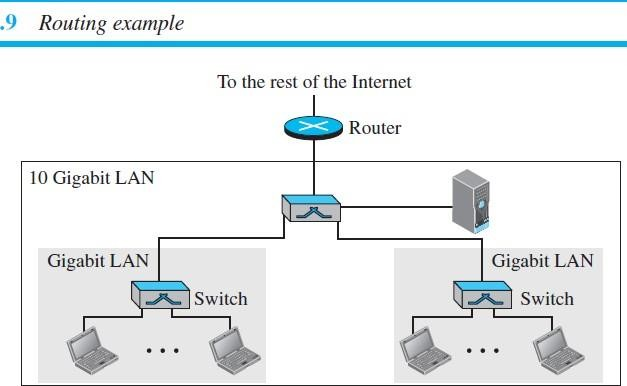 .9 Routing example
To the rest of the Internet
Router
10 Gigabit LAN
Gigabit LAN
Gigabit LAN
Switch
Switch